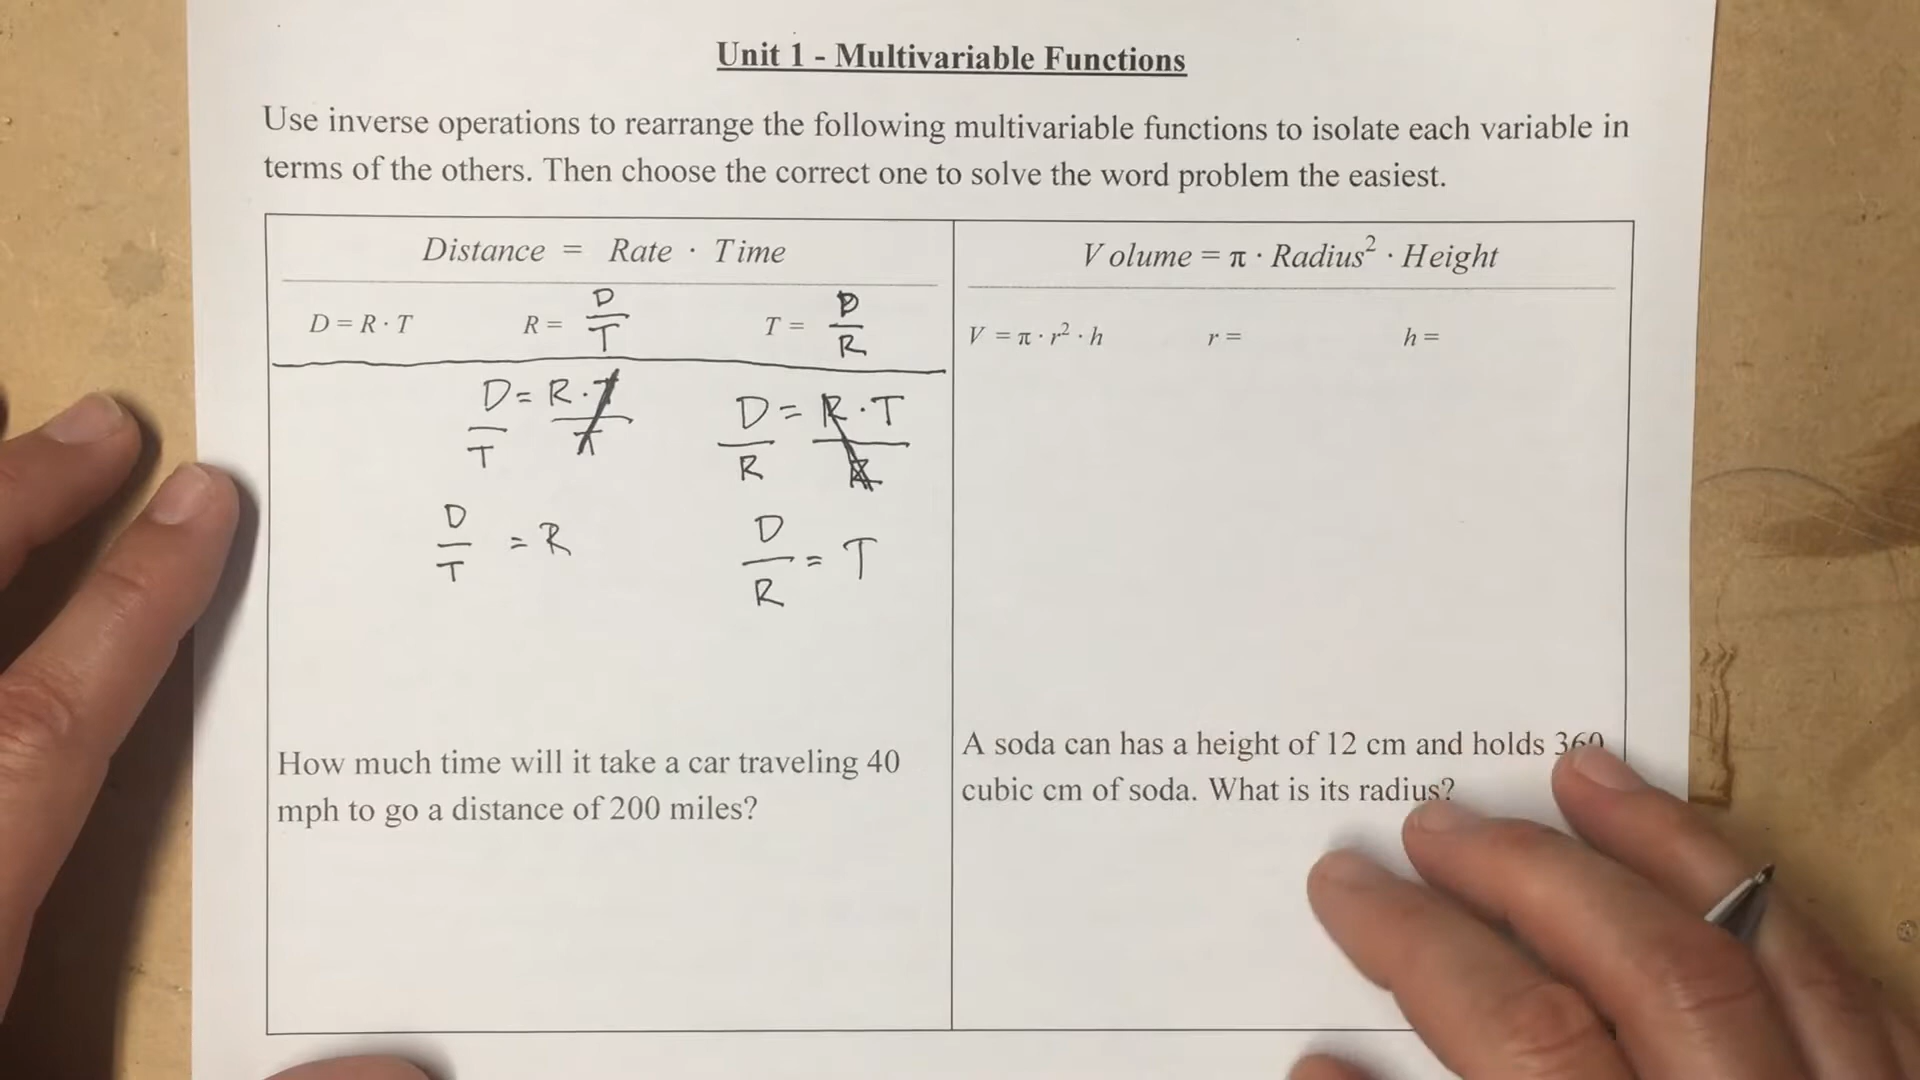 Unit 1 - Multivariable Functions
Use inverse operations to rearrange the following multivariable functions to isolate each variable in
terms of the others. Then choose the correct one to solve the word problem the easiest.
Distance = Rate · Time
D = R · T
R = D/T
T = D/R
D = R · T
T T
D/T = R
D = R · T
R R
D/R = T
How much time will it take a car traveling 40
mph to go a distance of 200 miles?
Volume = π · Radius² · Height
V = π · r² · h
r =
h =
A soda can has a height of 12 cm and holds 360
cubic cm of soda. What is its radius?